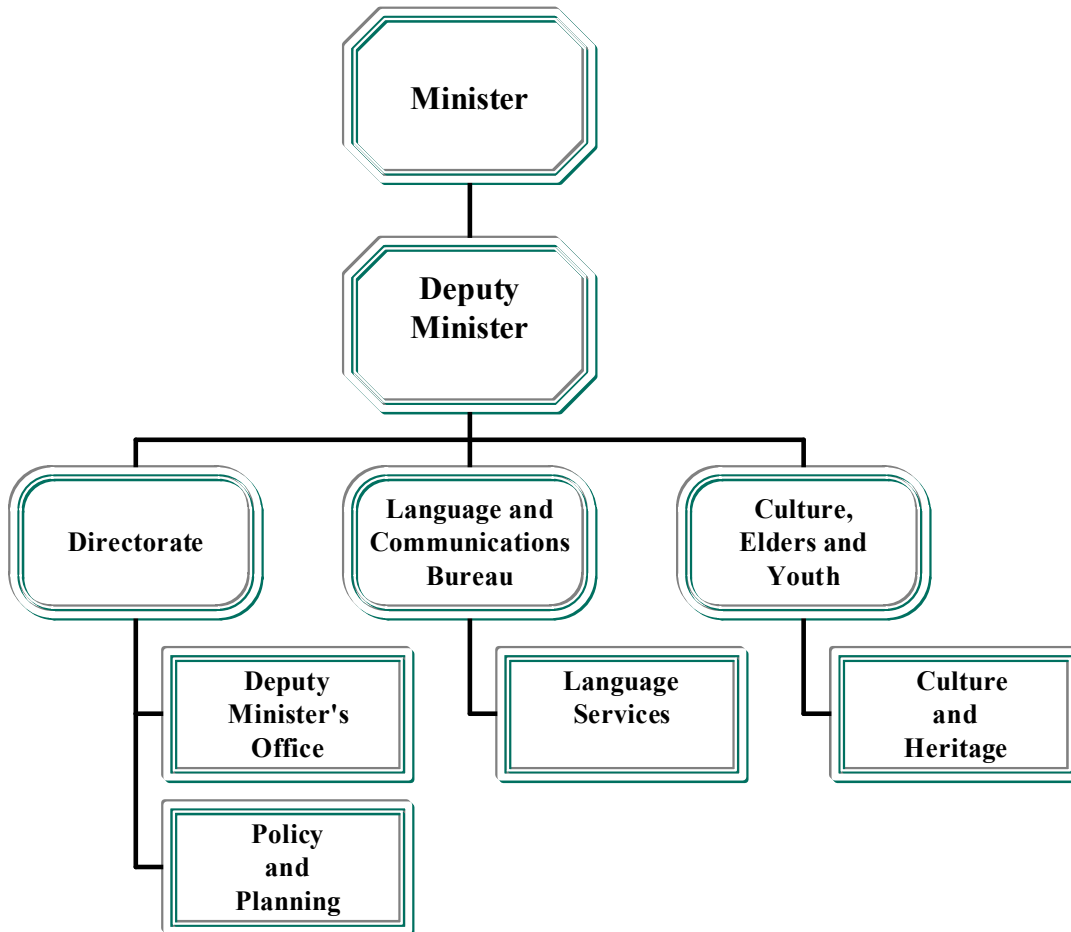 Minister
Deputy
Minister
Directorate
Language and
Communications
Bureau
Culture,
Elders and
Youth
Deputy
Minister's
Office
Language
Services
Culture
and
Heritage
Policy
and
Planning